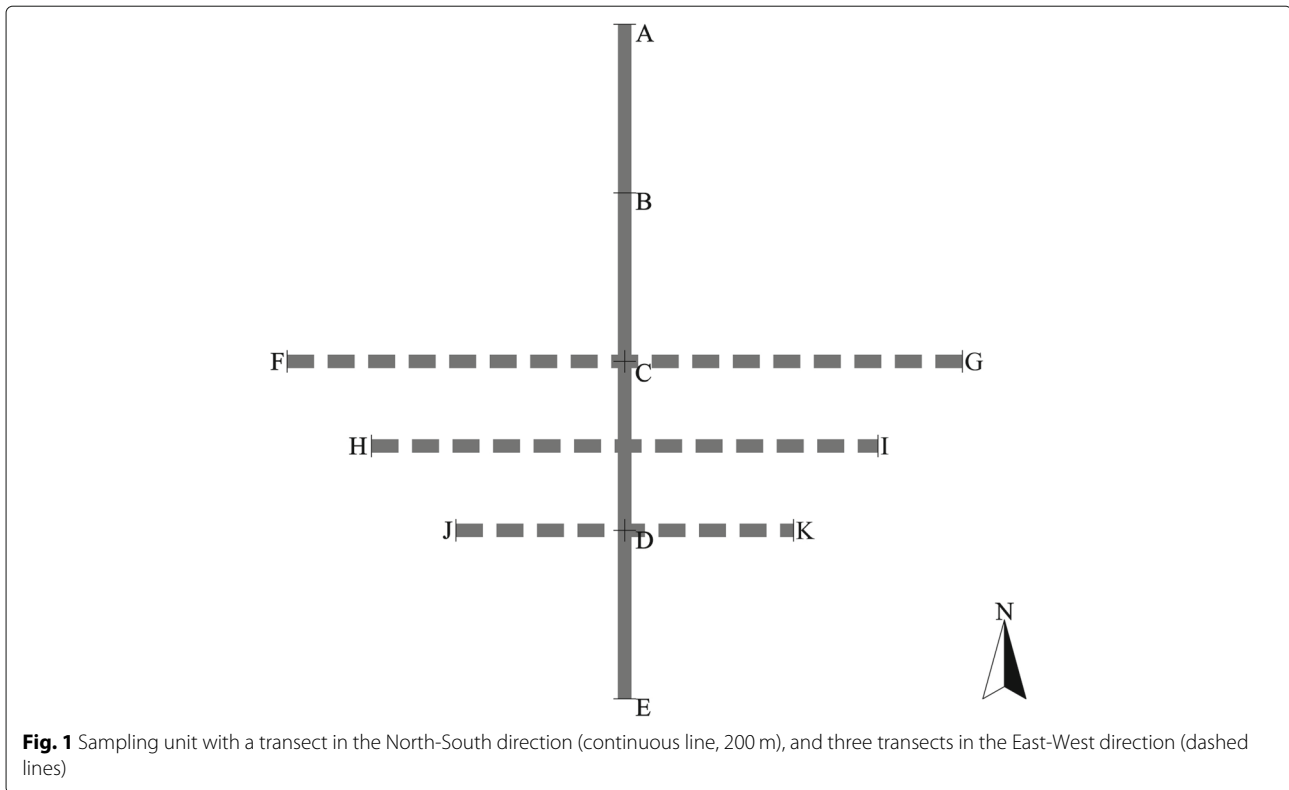 A
B
F
C
G
H
I
J
D
K
N
E
Fig. 1 Sampling unit with a transect in the North-South direction (continuous line, 200 m), and three transects in the East-West direction (dashed
lines)